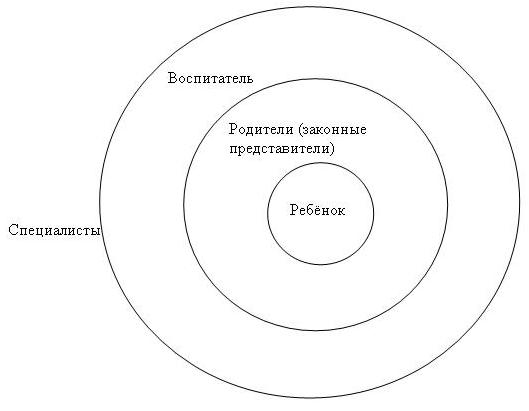 Воспитатель
Родители (законные
представители)
Ребёнок
Специалисты